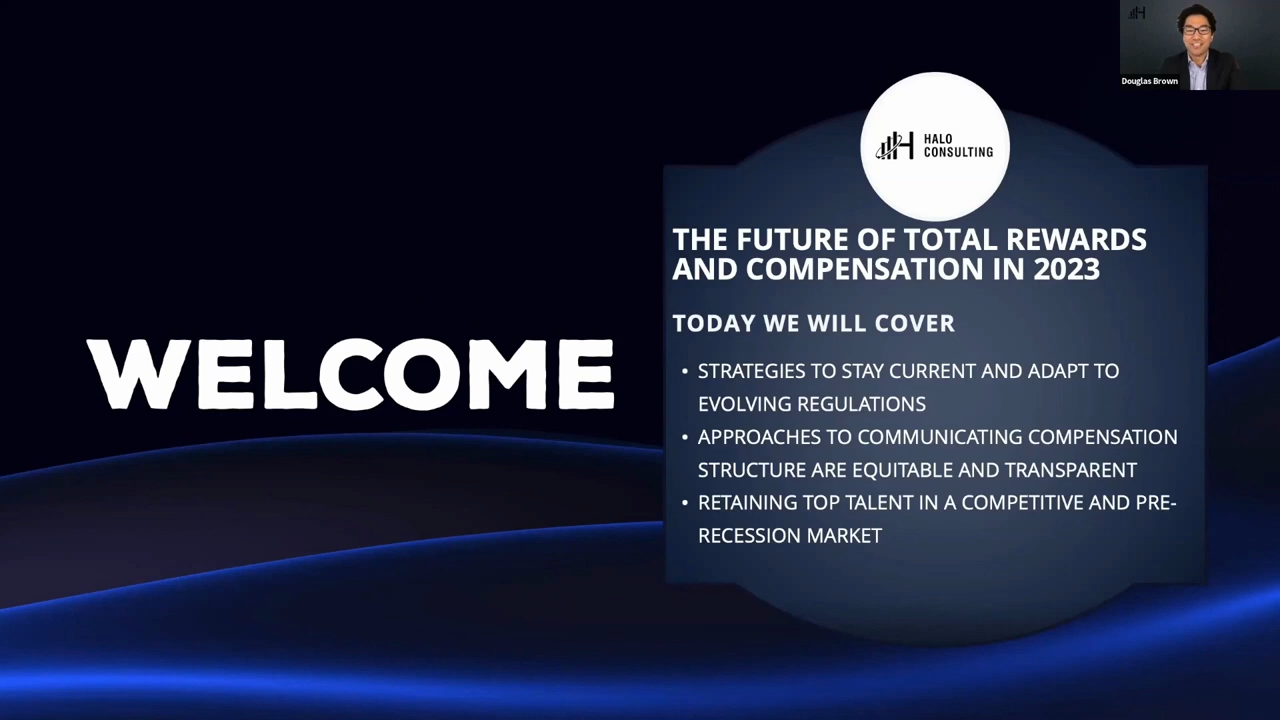 WELCOME
HALO
CONSULTING
THE FUTURE OF TOTAL REWARDS
AND COMPENSATION IN 2023
TODAY WE WILL COVER
• STRATEGIES TO STAY CURRENT AND ADAPT TO
EVOLVING REGULATIONS
• APPROACHES TO COMMUNICATING COMPENSATION
STRUCTURE ARE EQUITABLE AND TRANSPARENT
• RETAINING TOP TALENT IN A COMPETITIVE AND PRE-
RECESSION MARKET
Douglas Brown